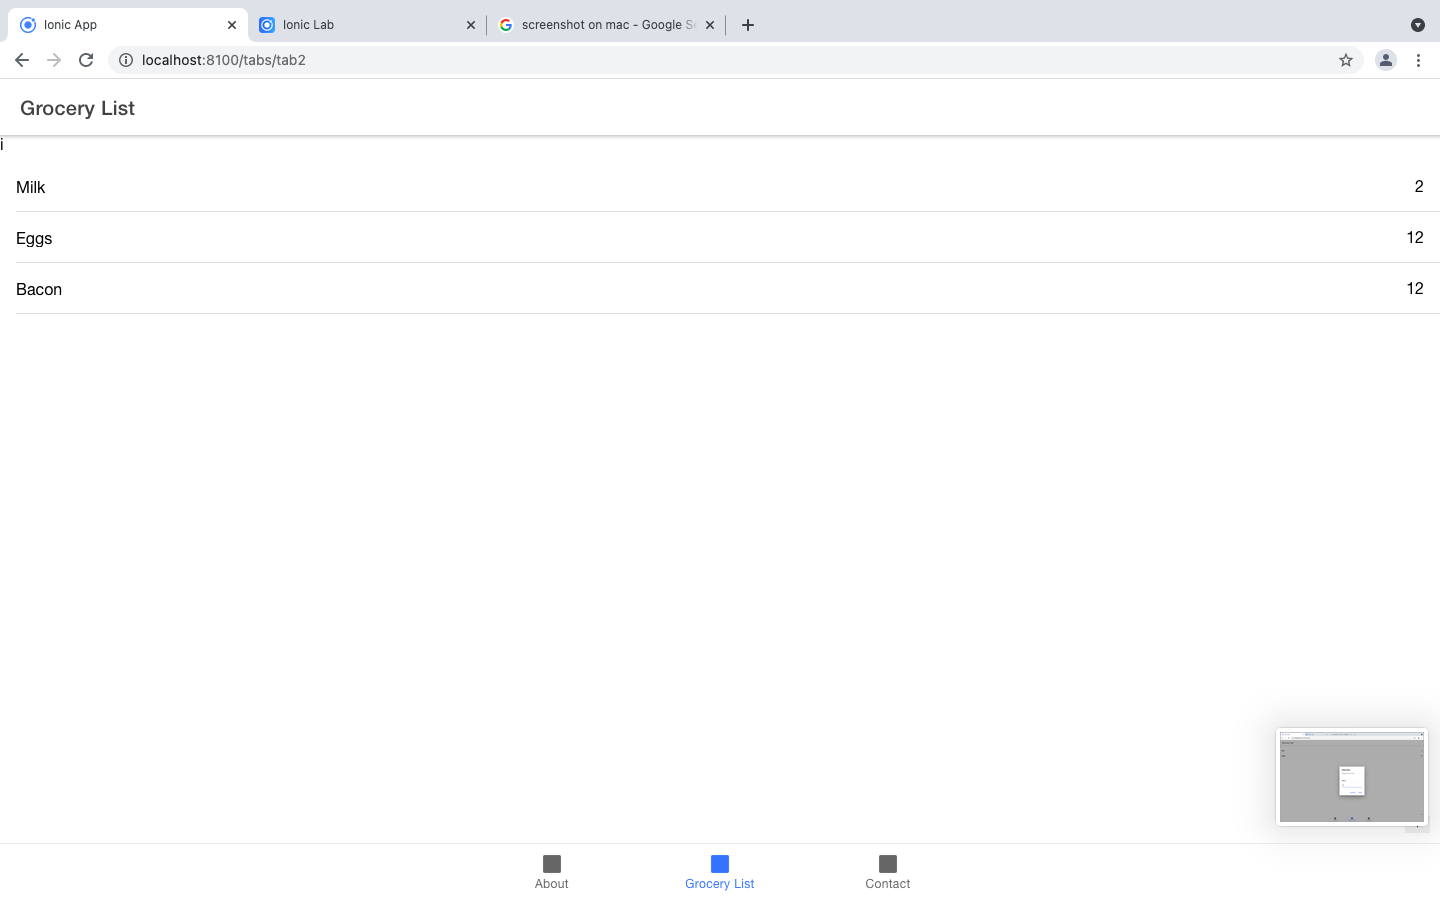 Ionic App
Ionic Lab
screenshot on mac - Google Se
localhost:8100/tabs/tab2
Grocery List
i
Milk
2
Eggs
12
Bacon
12
About
Grocery List
Contact